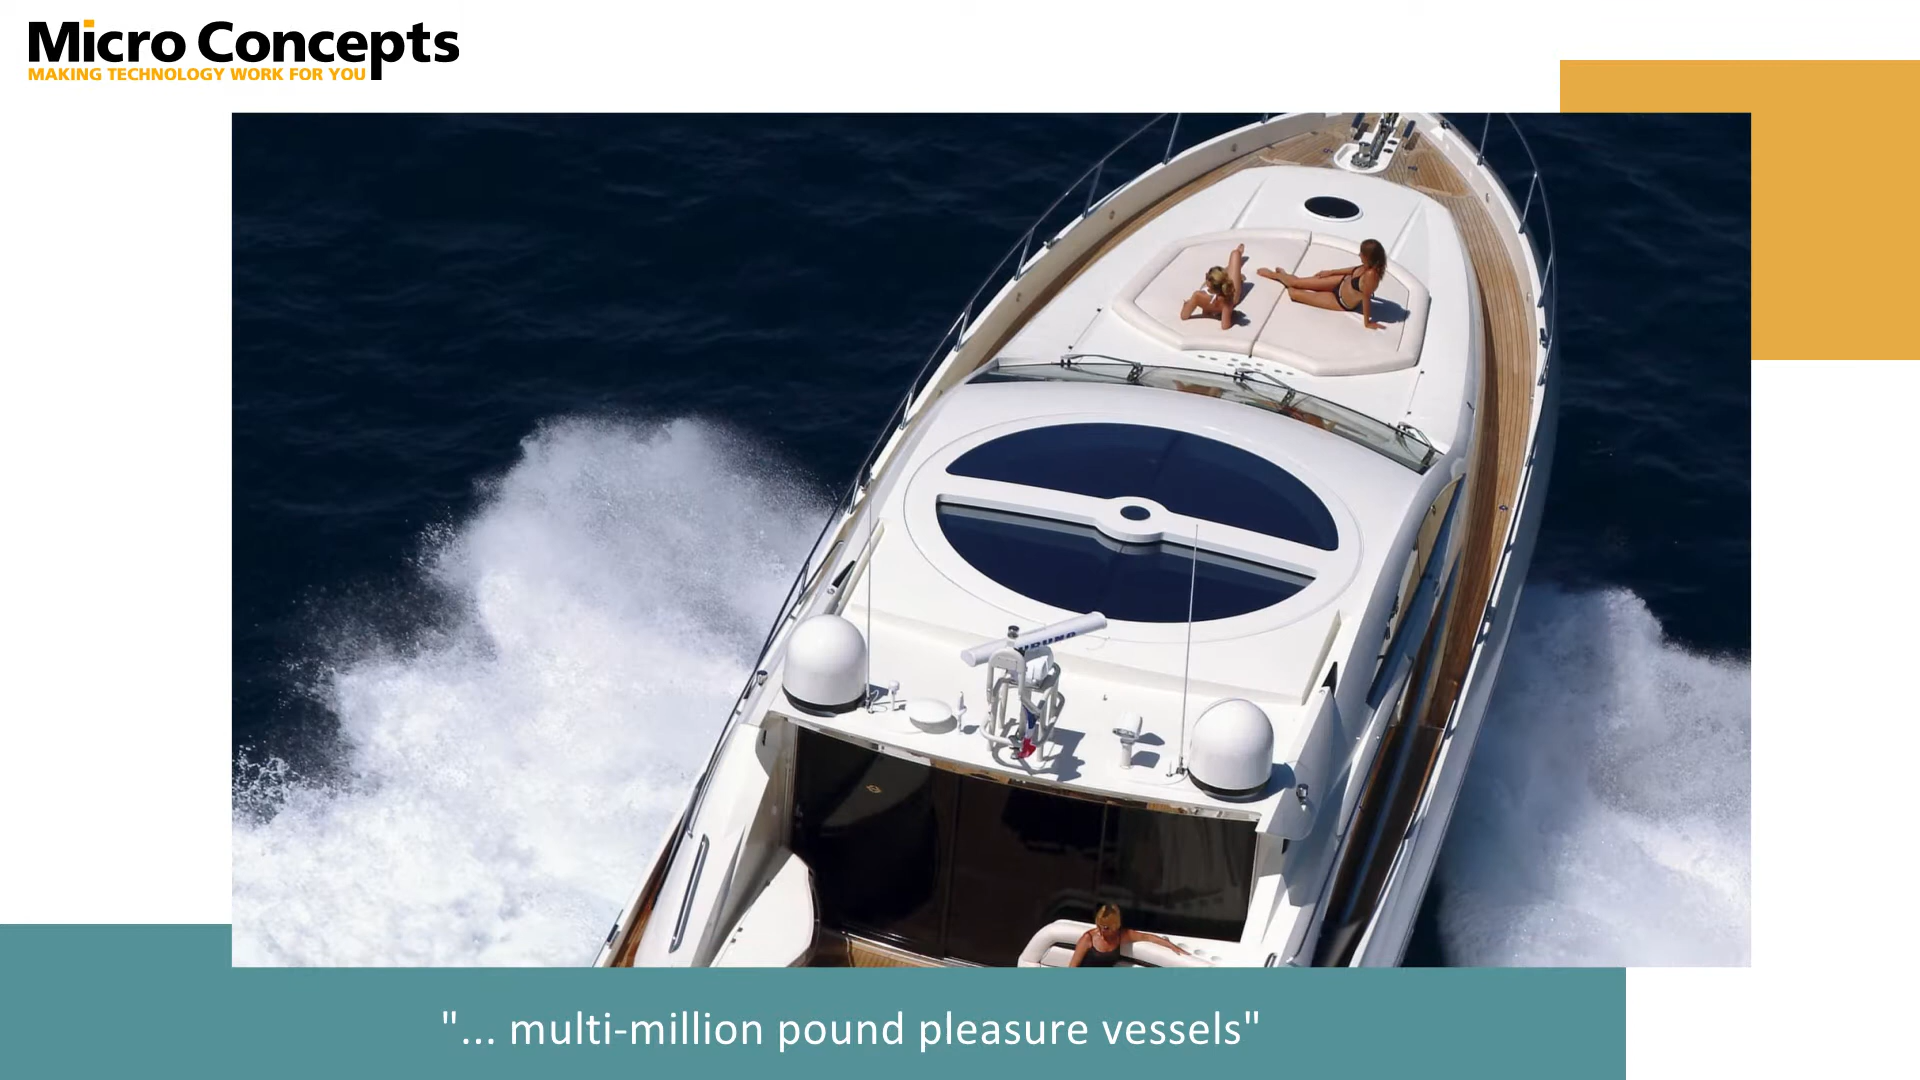 Micro Concepts
MAKING TECHNOLOGY WORK FOR YOU
"... multi-million pound pleasure vessels"